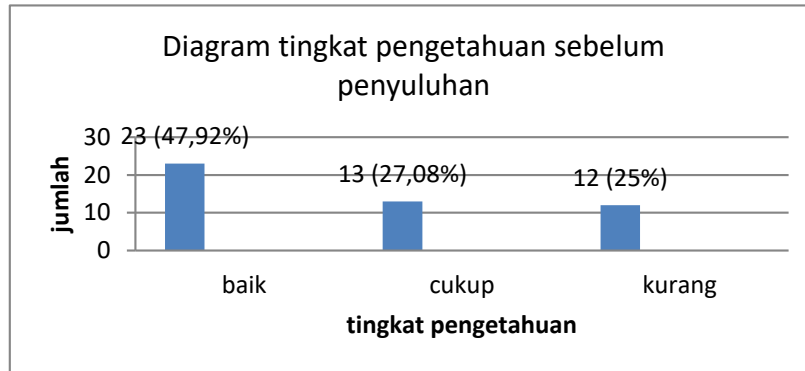 Diagram tingkat pengetahuan sebelum
penyuluhan
23 (47,92%)
13 (27,08%)
12 (25%)
30
20
10
0
jumlah
baik
cukup
kurang
tingkat pengetahuan